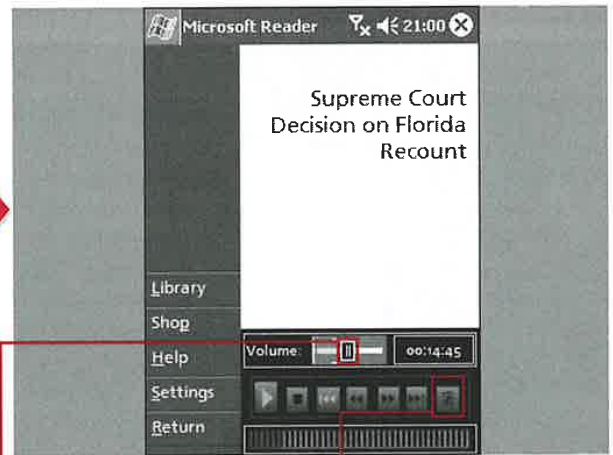 Microsoft Reader 21:00
Supreme Court
Decision on Florida
Recount
Library
Shop
Help
Settings
Return
Volume: 00:14:45